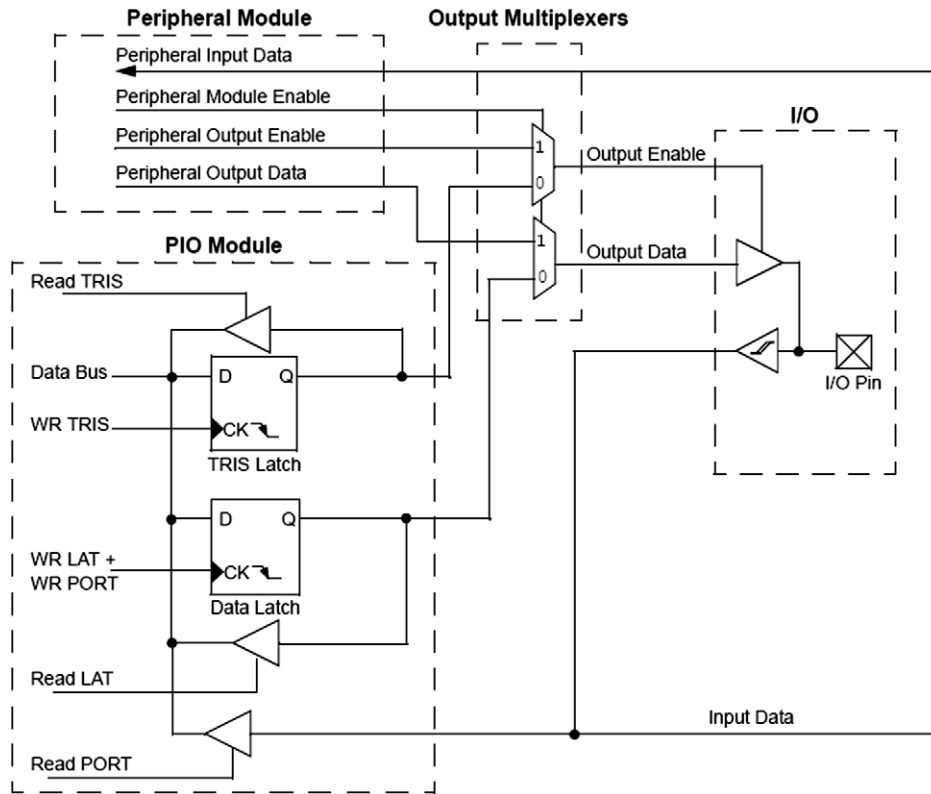 Peripheral Module
Output Multiplexers
Peripheral Input Data
Peripheral Module Enable
Peripheral Output Enable
Peripheral Output Data
1
0
Output Enable
I/O
1
0
Output Data
PIO Module
Read TRIS
Data Bus
D
Q
WR TRIS
CK
TRIS Latch
I/O Pin
D
Q
WR LAT +
WR PORT
CK
Data Latch
Read LAT
Input Data
Read PORT